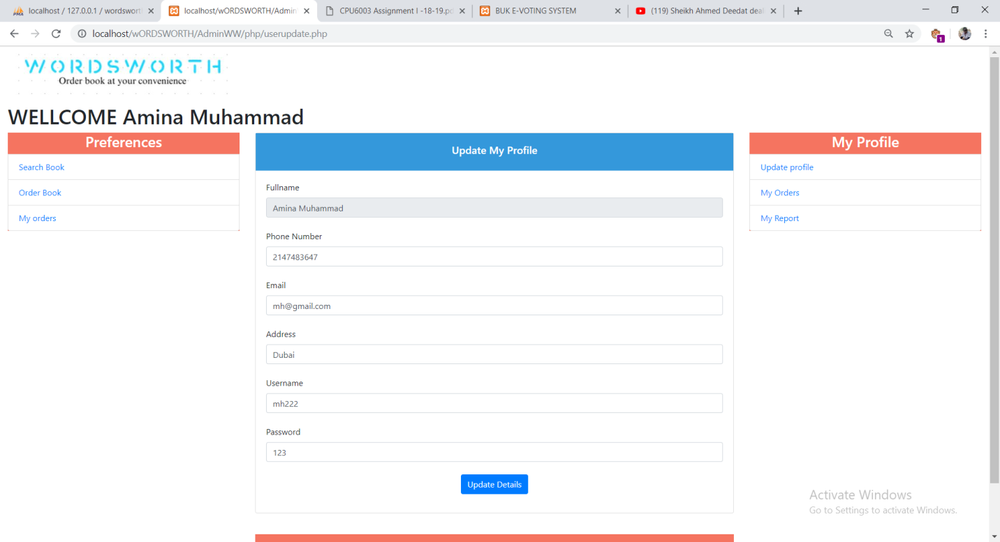 localhost / 127.0.0.1 / wordswort
localhost/wORDSWORTH/Admin
CPU6003 Assignment I -18-19.pd
BUK E-VOTING SYSTEM
(119) Sheikh Ahmed Deedat deal
localhost/wORDSWORTH/AdminWW/php/userupdate.php
1
WORDSWORTH
Order book at your convenience
WELLCOME Amina Muhammad
Preferences
Search Book
Order Book
My orders
Update My Profile
Fullname
Amina Muhammad
Phone Number
2147483647
Email
mh@gmail.com
Address
Dubai
Username
mh222
Password
123
Update Details
My Profile
Update profile
My Orders
My Report
Activate Windows
Go to Settings to activate Windows.